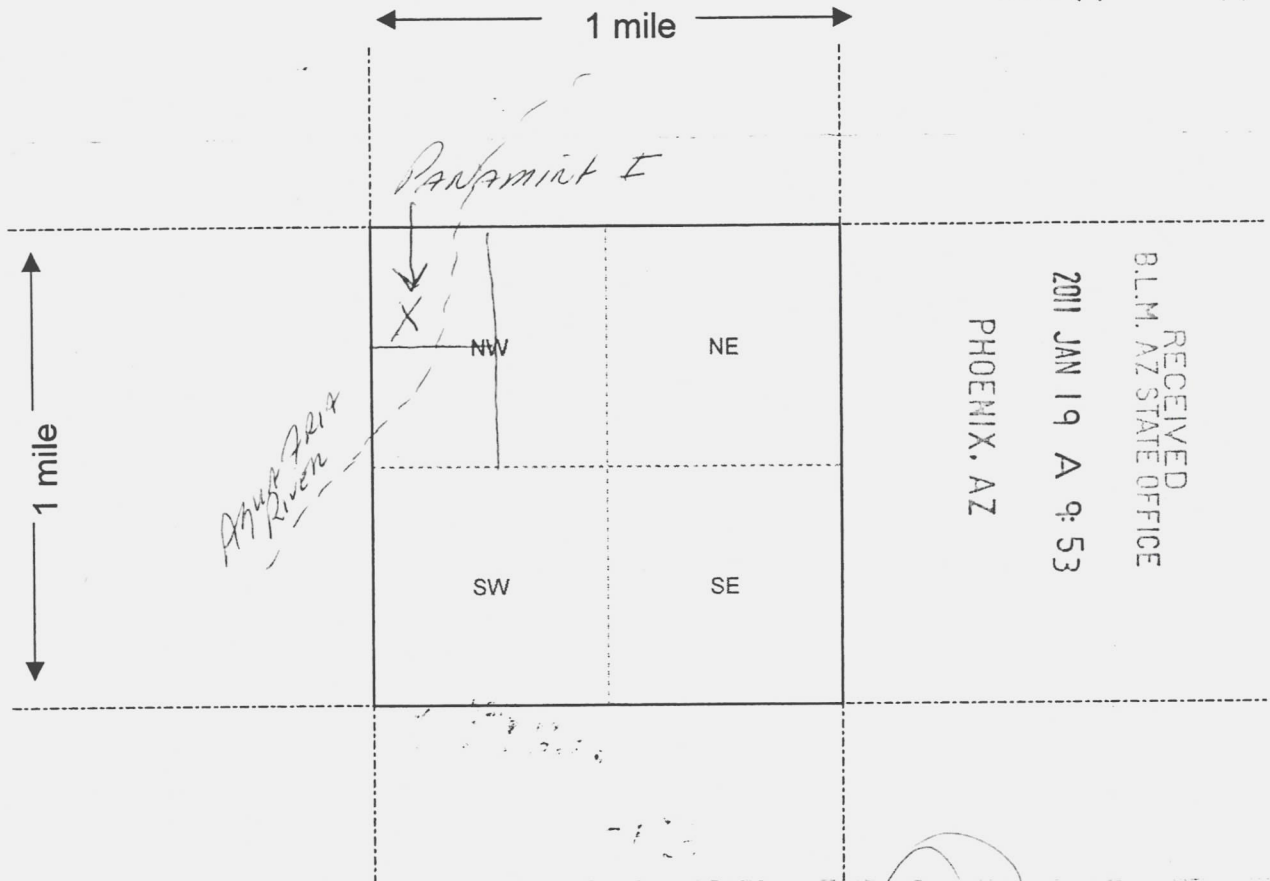 1 mile
PANAMINT I
X
NW
NE
1 mile
AGUA FRIA
RIVER
SW
SE
RECEIVED
B.L.M. AZ STATE OFFICE
2011 JAN 19 A 9:53
PHOENIX, AZ